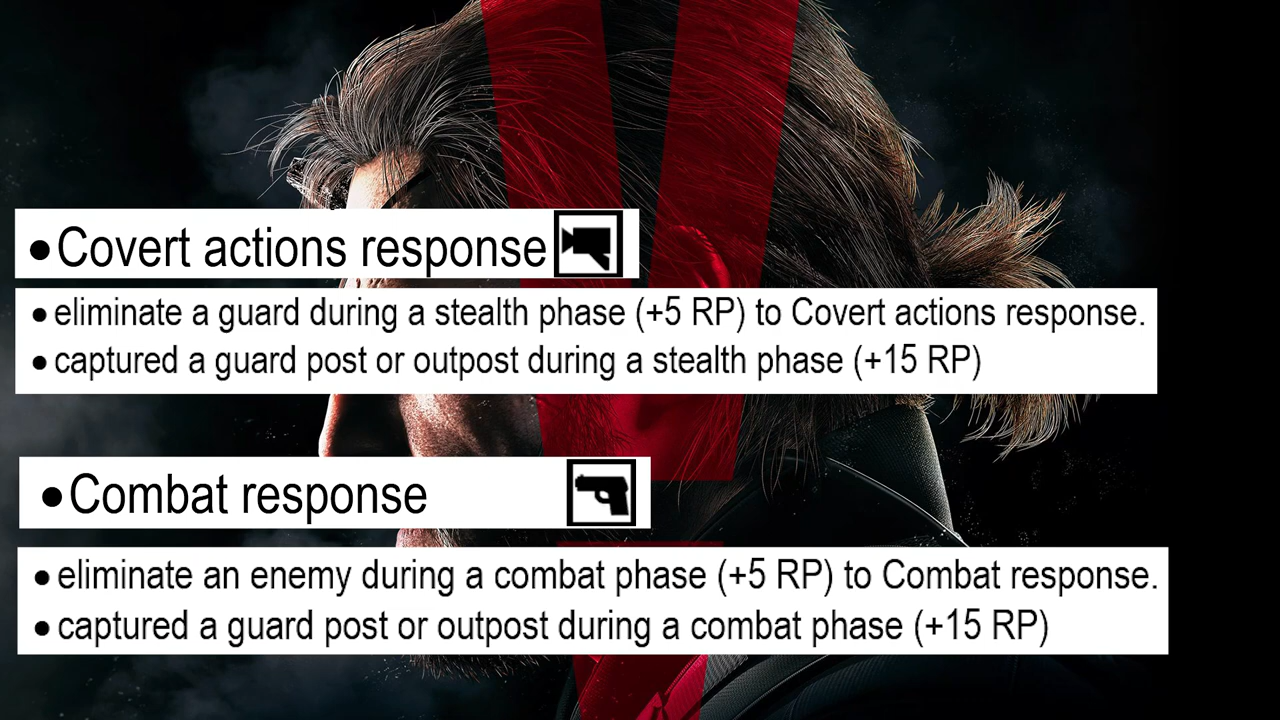 •Covert actions response
•eliminate a guard during a stealth phase (+5 RP) to Covert actions response.
•captured a guard post or outpost during a stealth phase (+15 RP)
•Combat response
•eliminate an enemy during a combat phase (+5 RP) to Combat response.
•captured a guard post or outpost during a combat phase (+15 RP)